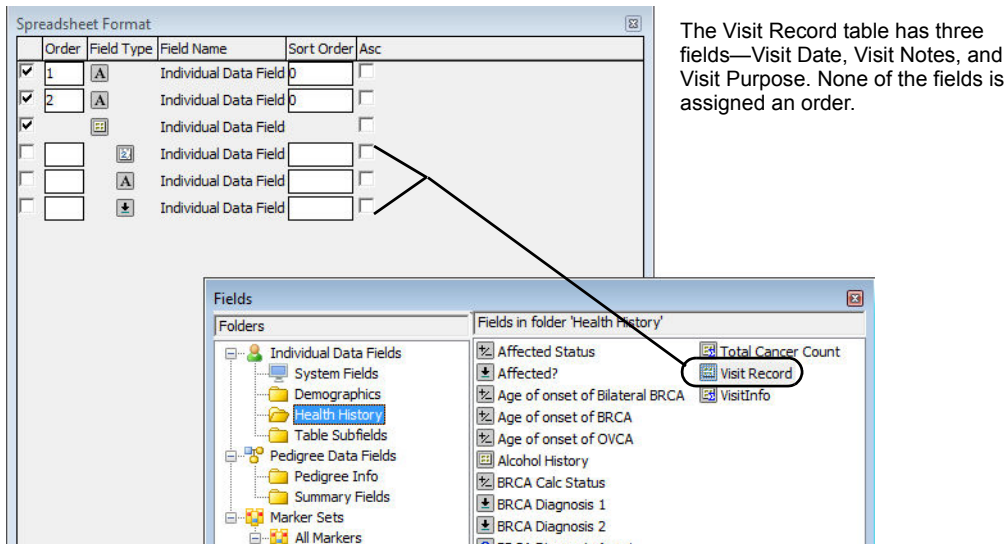 Spreadsheet Format
Order Field Type Field Name Sort Order Asc
1 A Individual Data Field 0
2 A Individual Data Field 0
Individual Data Field
2 Individual Data Field
A Individual Data Field
Individual Data Field
The Visit Record table has three
fields—Visit Date, Visit Notes, and
Visit Purpose. None of the fields is
assigned an order.
Fields
Folders
Individual Data Fields
System Fields
Demographics
Health History
Table Subfields
Pedigree Data Fields
Pedigree Info
Summary Fields
Marker Sets
All Markers
Fields in folder 'Health History'
Affected Status
Affected?
Age of onset of Bilateral BRCA
Age of onset of BRCA
Age of onset of OVCA
Alcohol History
BRCA Calc Status
BRCA Diagnosis 1
BRCA Diagnosis 2
Total Cancer Count
Visit Record
VisitInfo